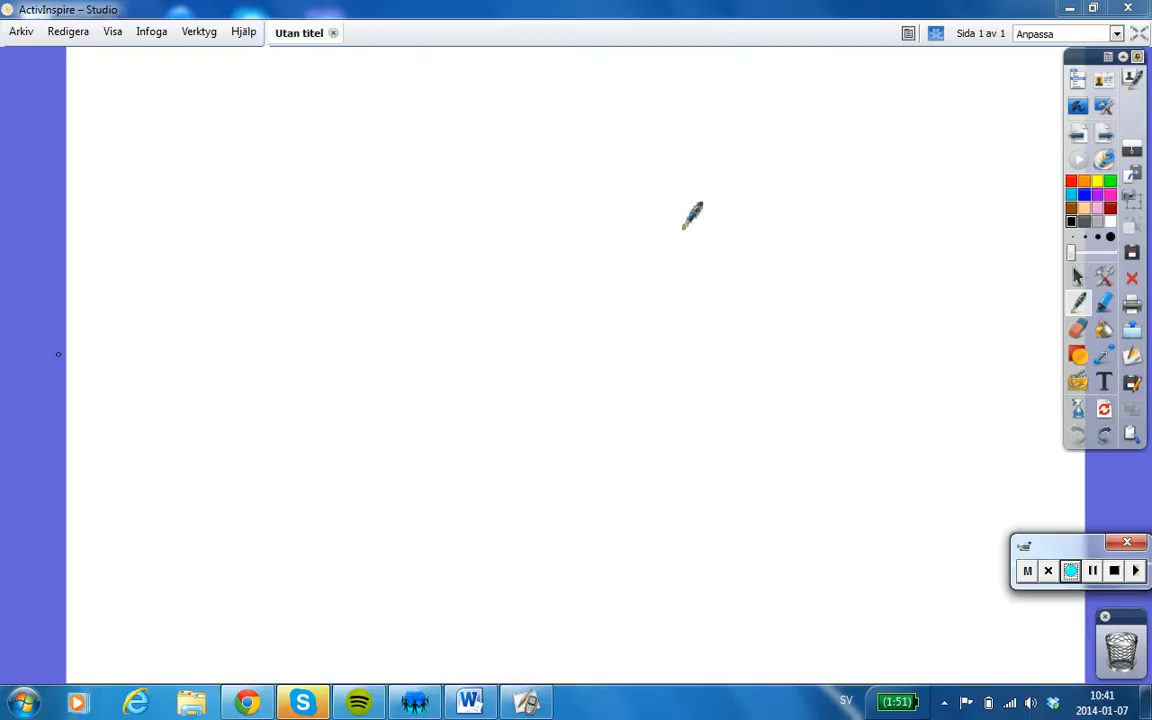 ActivInspire – Studio
Arkiv Redigera Visa Infoga Verktyg Hjälp Utan titel Sida 1 av 1 Anpassa
T
M
SV (1:51) 10:41
2014-01-07